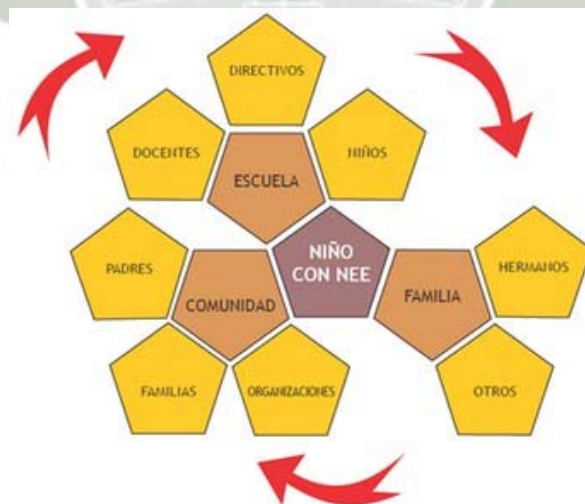 DIRECTIVOS
DOCENTES
NIÑOS
ESCUELA
NIÑO
CON NEE
PADRES
HERMANOS
COMUNIDAD
FAMILIA
FAMILIAS
ORGANIZACIONES
OTROS